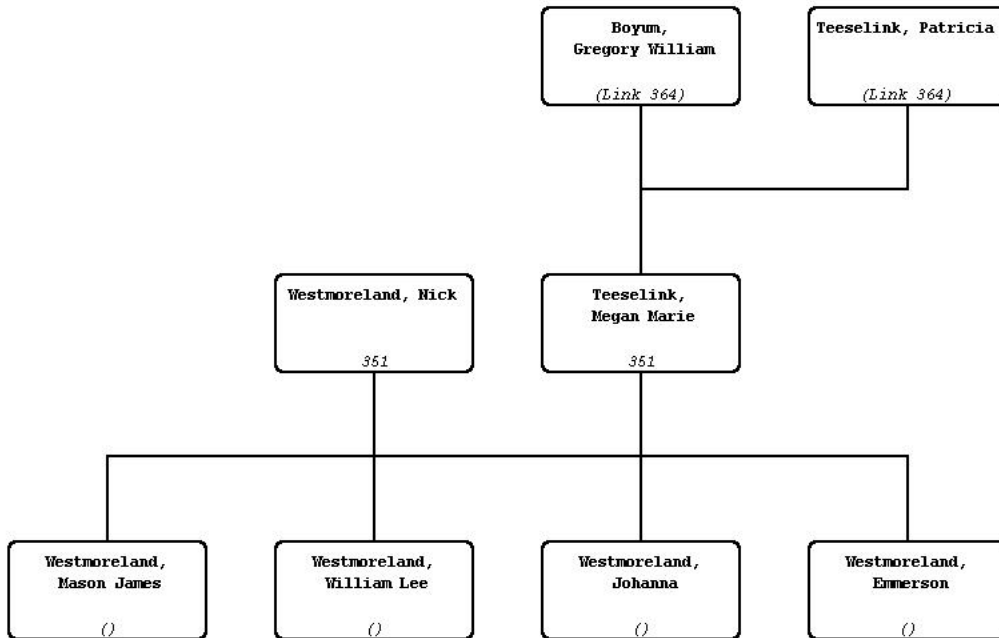 Boyum,
Gregory William
(Link 364)
Teeselink, Patricia
(Link 364)
Westmoreland, Nick
351
Teeselink,
Megan Marie
351
Westmoreland,
Mason James
()
Westmoreland,
William Lee
()
Westmoreland,
Johanna
()
Westmoreland,
Emmerson
()